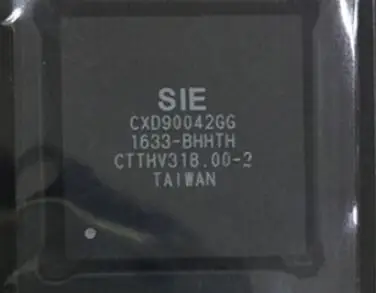 SIE
CXD90042GG
1633-BHHTH
CTTHV318.00-2
TAIWAN